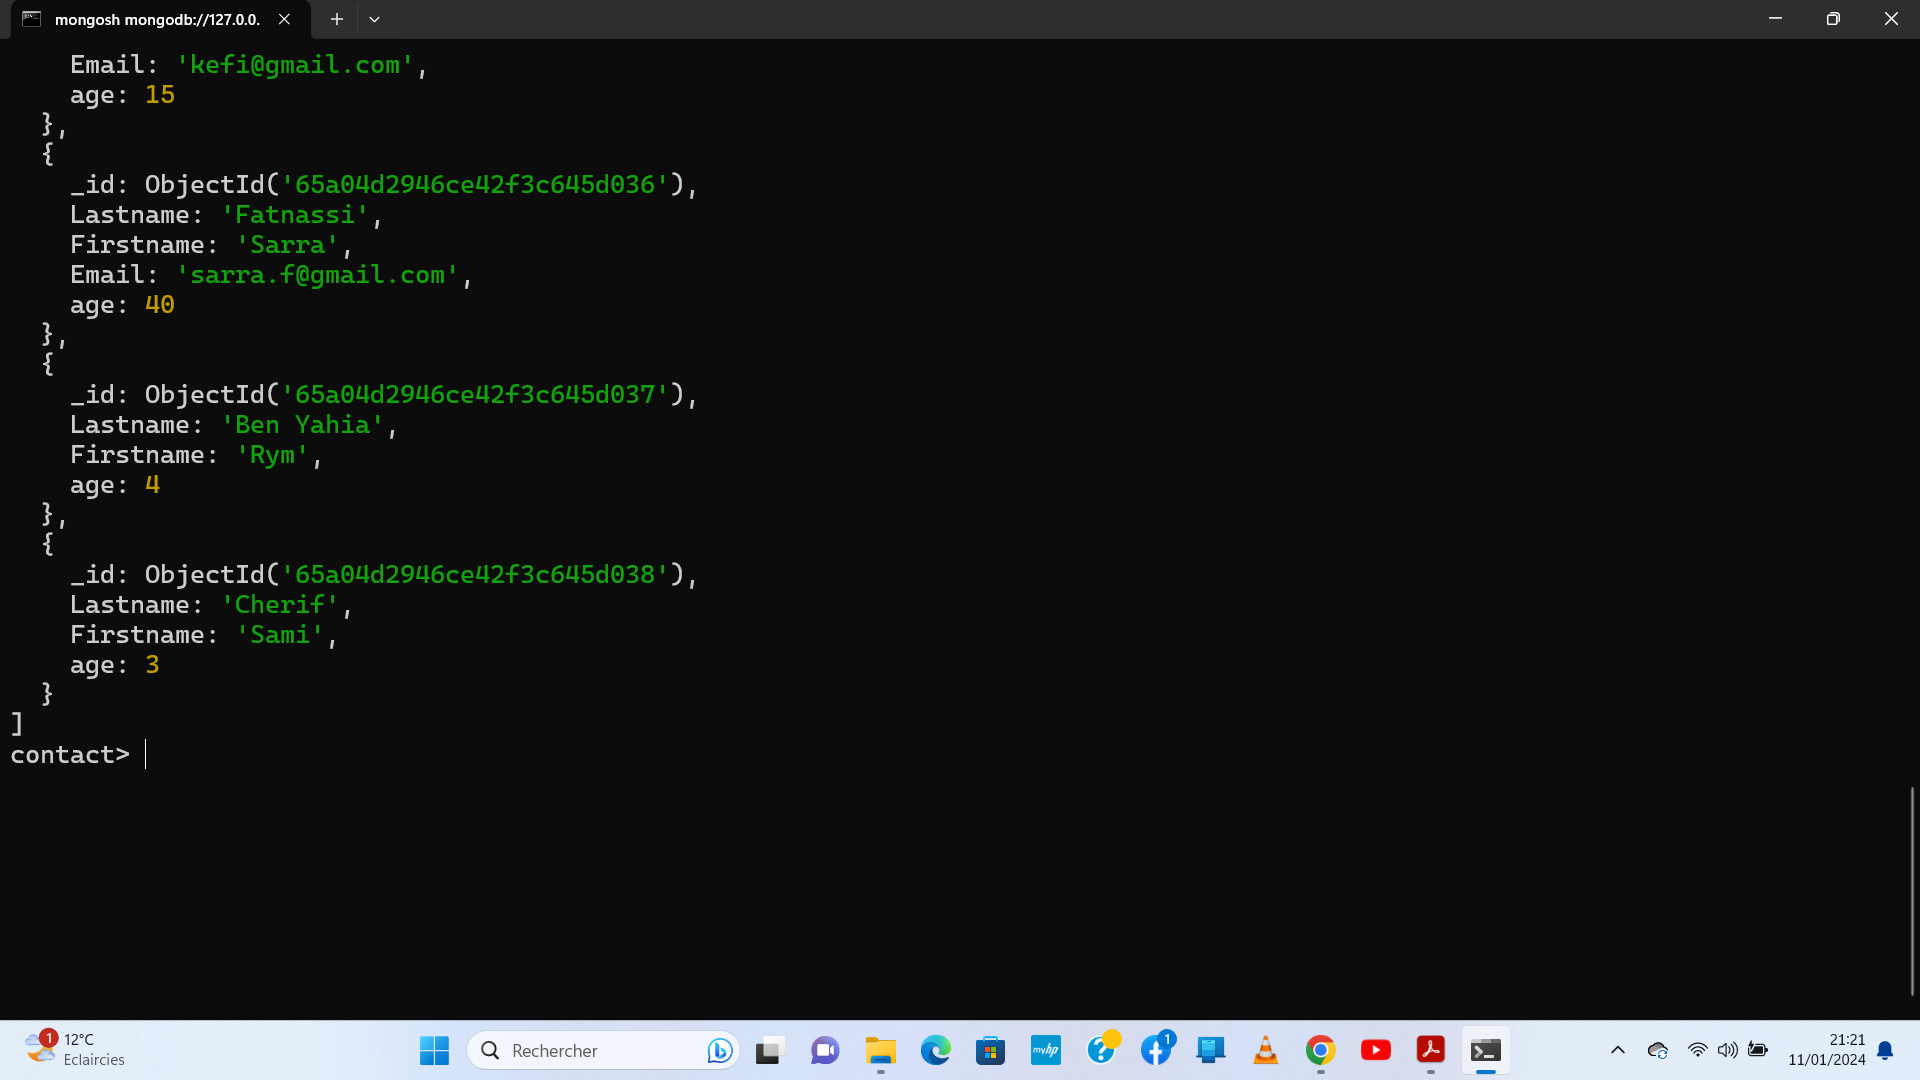 mongosh mongodb://127.0.0.
Email: 'kefi@gmail.com',
age: 15
},
{
_id: ObjectId('65a04d2946ce42f3c645d036'),
Lastname: 'Fatnassi',
Firstname: 'Sarra',
Email: 'sarra.f@gmail.com',
age: 40
},
{
_id: ObjectId('65a04d2946ce42f3c645d037'),
Lastname: 'Ben Yahia',
Firstname: 'Rym',
age: 4
},
{
_id: ObjectId('65a04d2946ce42f3c645d038'),
Lastname: 'Cherif',
Firstname: 'Sami',
age: 3
}
]
contact>
1
12°C
Eclaircies
Rechercher
myhp
1
21:21
11/01/2024